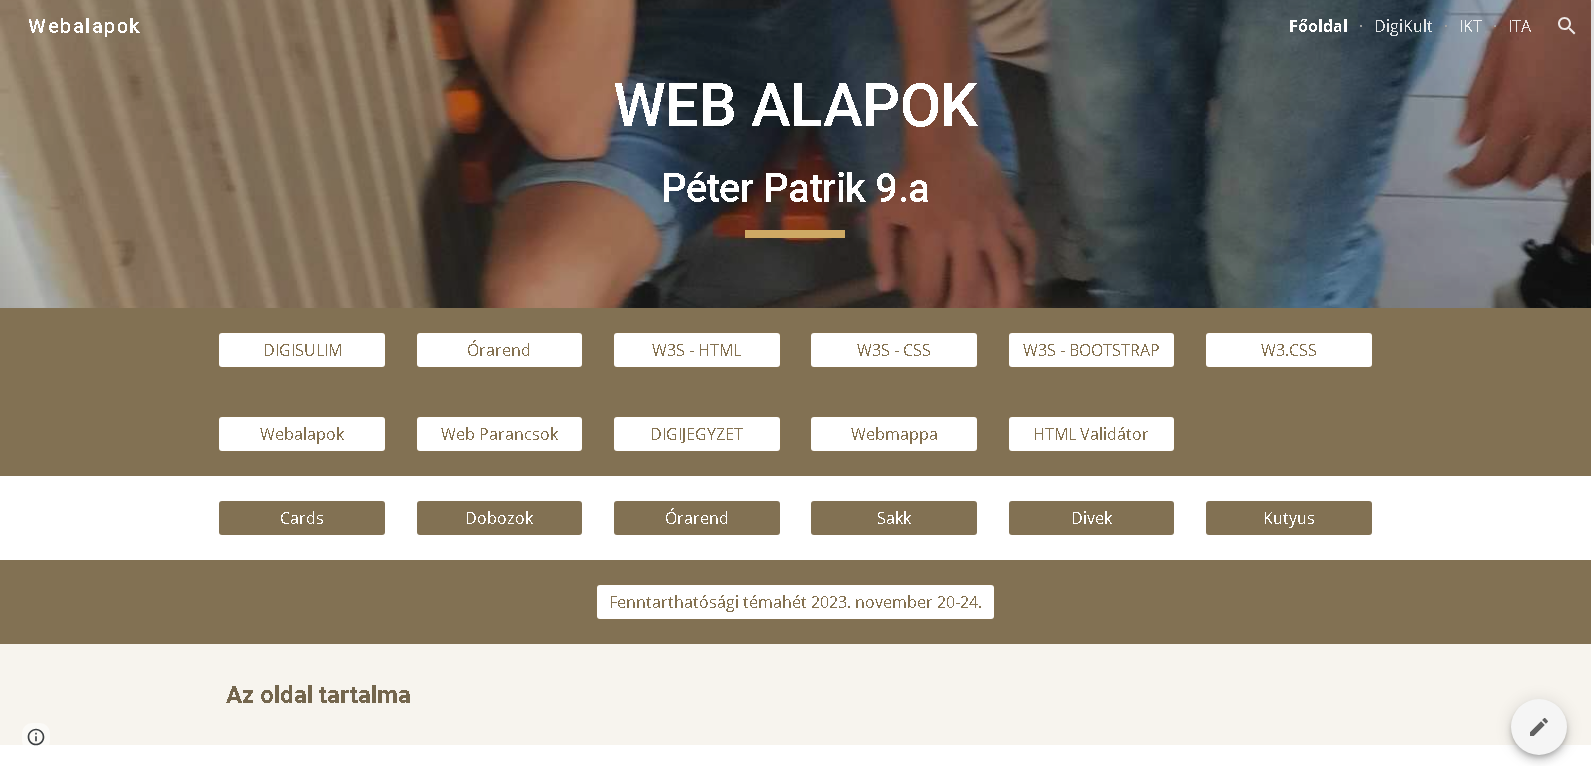 Webalapok
Főoldal · DigiKult · IKT · ITA
WEB ALAPOK
Péter Patrik 9.a
DIGISULIM
Órarend
W3S - HTML
W3S - CSS
W3S - BOOTSTRAP
W3.CSS
Webalapok
Web Parancsok
DIGIJEGYZET
Webmappa
HTML Validátor
Cards
Dobozok
Órarend
Sakk
Divek
Kutyus
Fenntarthatósági témahét 2023. november 20-24.
Az oldal tartalma